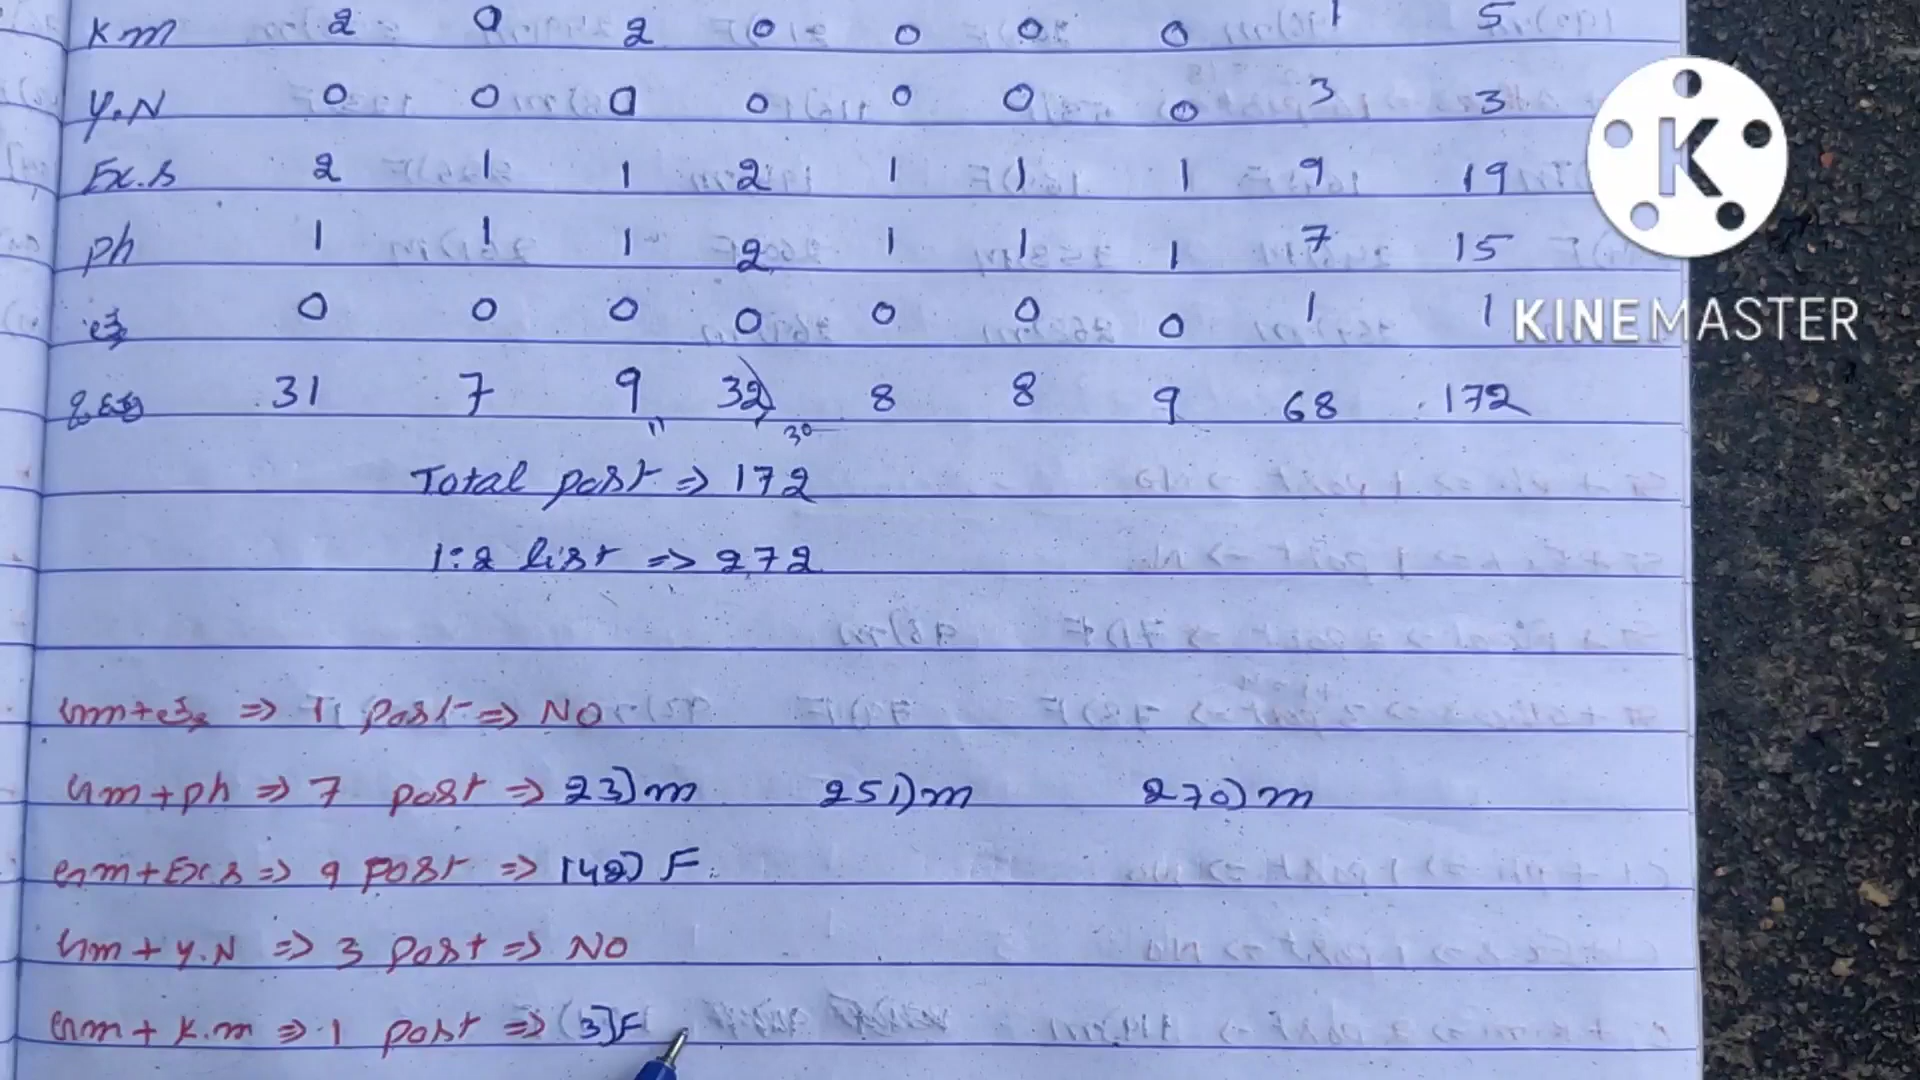 Km 2 0 2 0 0 0 0 1 5
Y.N 0 0 0 0 0 0 0 3 3
Ex.s 2 1 1 2 1 1 1 9 19
ph 1 1 1 2 1 1 1 7 15
0 0 0 0 0 0 0 1 1
31 7 9 32 8 8 9 68 172
11 30
Total post => 172
1:2 list => 272
=> 1 post => NO
Gm+ph => 7 post => 23)m 251)m 270)m
Gm+Ex.s => 9 post => 142) F
Gm + Y.N => 3 post => NO
Gm + K.m => 1 post => (3)F
K
KINEMASTER